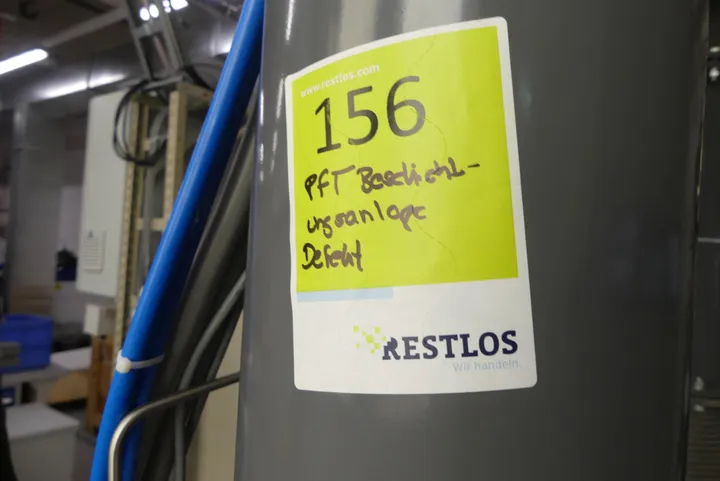 www.restlos.com
156
PFT Beschicht-
ungsanlage
Defekt
RESTLOS
Wir handeln.